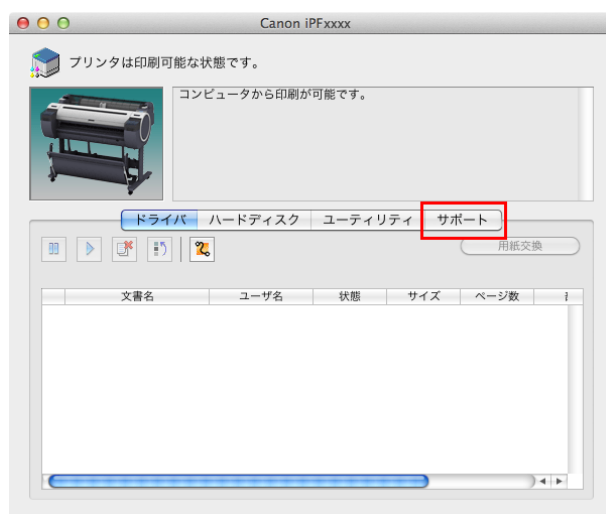 Canon iPFxxxx
プリンタは印刷可能な状態です。
コンピュータから印刷が可能です。
ドライバ ハードディスク ユーティリティ サポート
用紙交換
文書名 ユーザ名 状態 サイズ ページ数